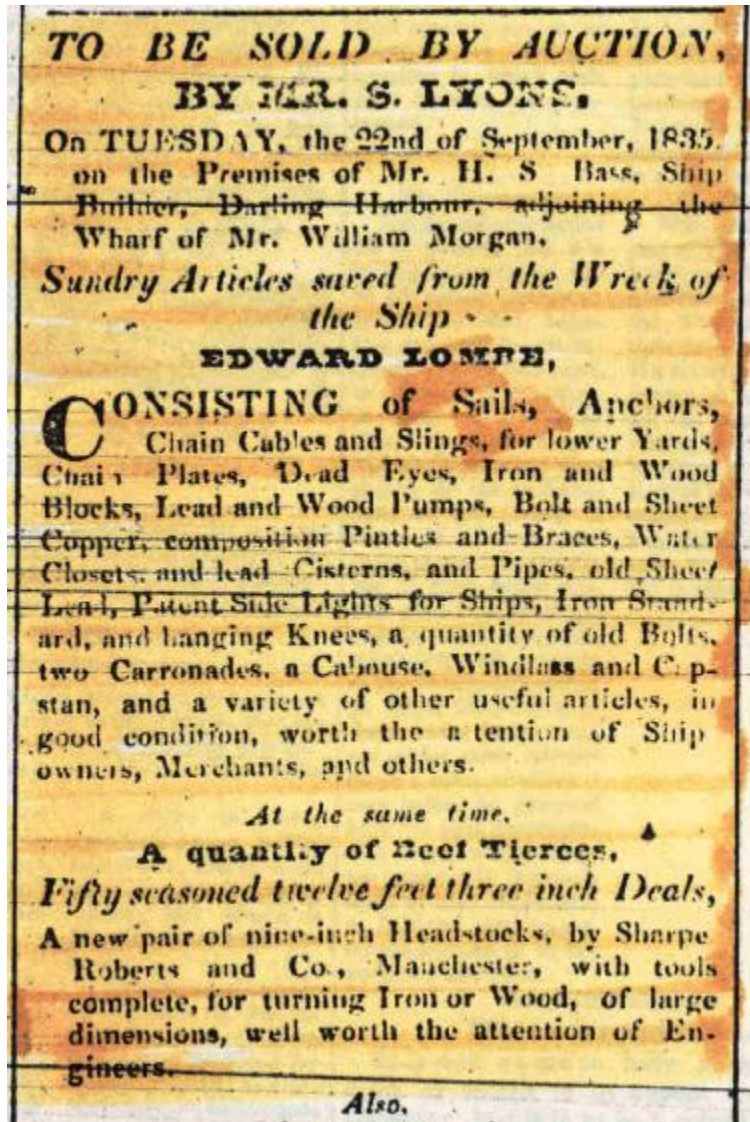 TO BE SOLD BY AUCTION,
BY MR. S. LYONS,
On TUESDAY, the 22nd of September, 1835,
on the Premises of Mr. H. S Bass, Ship
Builder, Darling Harbour, adjoining the
Wharf of Mr. William Morgan,
Sundry Articles saved from the Wreck of
the Ship
EDWARD LOMBE,
CONSISTING of Sails, Anchors,
Chain Cables and Slings, for lower Yards,
Chain Plates, Dead Eyes, Iron and Wood
Blocks, Lead and Wood Pumps, Bolt and Sheet
Copper, composition Pintles and Braces, Water
Closets, and lead Cisterns, and Pipes, old Sheet
Lead, Patent Side Lights for Ships, Iron Stand-
ard, and hanging Knees, a quantity of old Bolts,
two Carronades, a Cabouse, Windlass and Cap-
stan, and a variety of other useful articles, in
good condition, worth the attention of Ship
owners, Merchants, and others.
At the same time,
A quantity of Beef Tierces,
Fifty seasoned twelve feet three inch Deals,
A new pair of nine-inch Headstocks, by Sharpe
Roberts and Co., Manchester, with tools
complete, for turning Iron or Wood, of large
dimensions, well worth the attention of En-
gineers.
Also,